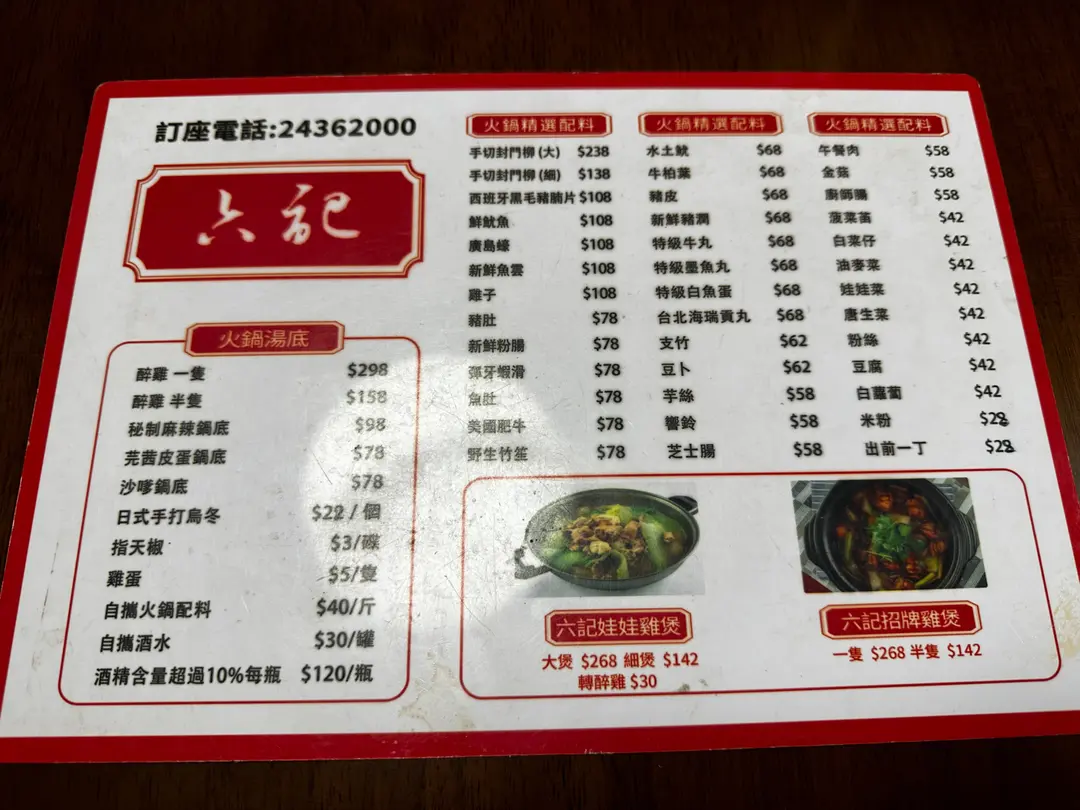 訂座電話:24362000
六記
火鍋湯底
醉雞 一隻 $298
醉雞 半隻 $158
秘制麻辣鍋底 $98
芫茜皮蛋鍋底 $78
沙嗲鍋底 $78
日式手打烏冬 $22 / 個
指天椒 $3/碟
雞蛋 $5/隻
自攜火鍋配料 $40/斤
自攜酒水 $30/罐
酒精含量超過10%每瓶 $120/瓶
火鍋精選配料
手切封門柳 (大) $238
手切封門柳 (細) $138
西班牙黑毛豬腩片 $108
鮮魷魚 $108
廣島蠔 $108
新鮮魚雲 $108
雞子 $108
豬肚 $78
新鮮粉腸 $78
彈牙蝦滑 $78
魚肚 $78
美國肥牛 $78
野生竹笙 $78
火鍋精選配料
水土魷 $68
牛柏葉 $68
豬皮 $68
新鮮豬潤 $68
特級牛丸 $68
特級墨魚丸 $68
特級白魚蛋 $68
台北海瑞貢丸 $68
支竹 $62
豆卜 $62
芋絲 $58
響鈴 $58
芝士腸 $58
火鍋精選配料
午餐肉 $58
金菇 $58
廚師腸 $58
菠菜苗 $42
白菜仔 $42
油麥菜 $42
娃娃菜 $42
唐生菜 $42
粉絲 $42
豆腐 $42
白蘿蔔 $42
米粉 $28
出前一丁 $28
六記娃娃雞煲
大煲 $268 細煲 $142
轉醉雞 $30
六記招牌雞煲
一隻 $268 半隻 $142